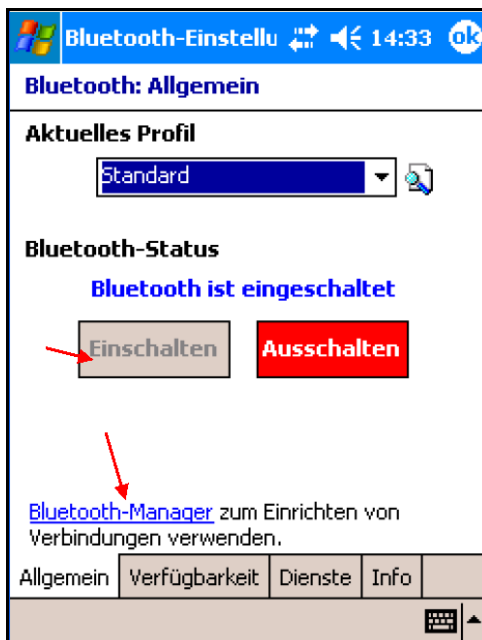 Bluetooth-Einstellu 14:33 ok
Bluetooth: Allgemein
Aktuelles Profil
Standard
Bluetooth-Status
Bluetooth ist eingeschaltet
Einschalten Ausschalten
Bluetooth-Manager zum Einrichten von
Verbindungen verwenden.
Allgemein Verfügbarkeit Dienste Info